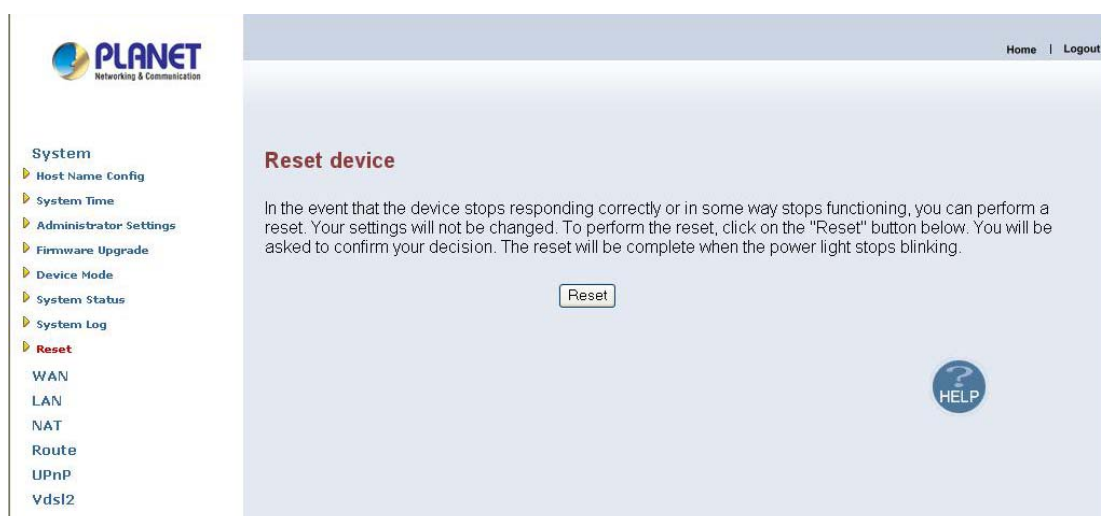 PLANET
Networking & Communication
Home | Logout
System
Host Name Config
System Time
Administrator Settings
Firmware Upgrade
Device Mode
System Status
System Log
Reset
WAN
LAN
NAT
Route
UPnP
Vdsl2
Reset device
In the event that the device stops responding correctly or in some way stops functioning, you can perform a
reset. Your settings will not be changed. To perform the reset, click on the "Reset" button below. You will be
asked to confirm your decision. The reset will be complete when the power light stops blinking.
Reset
?
HELP